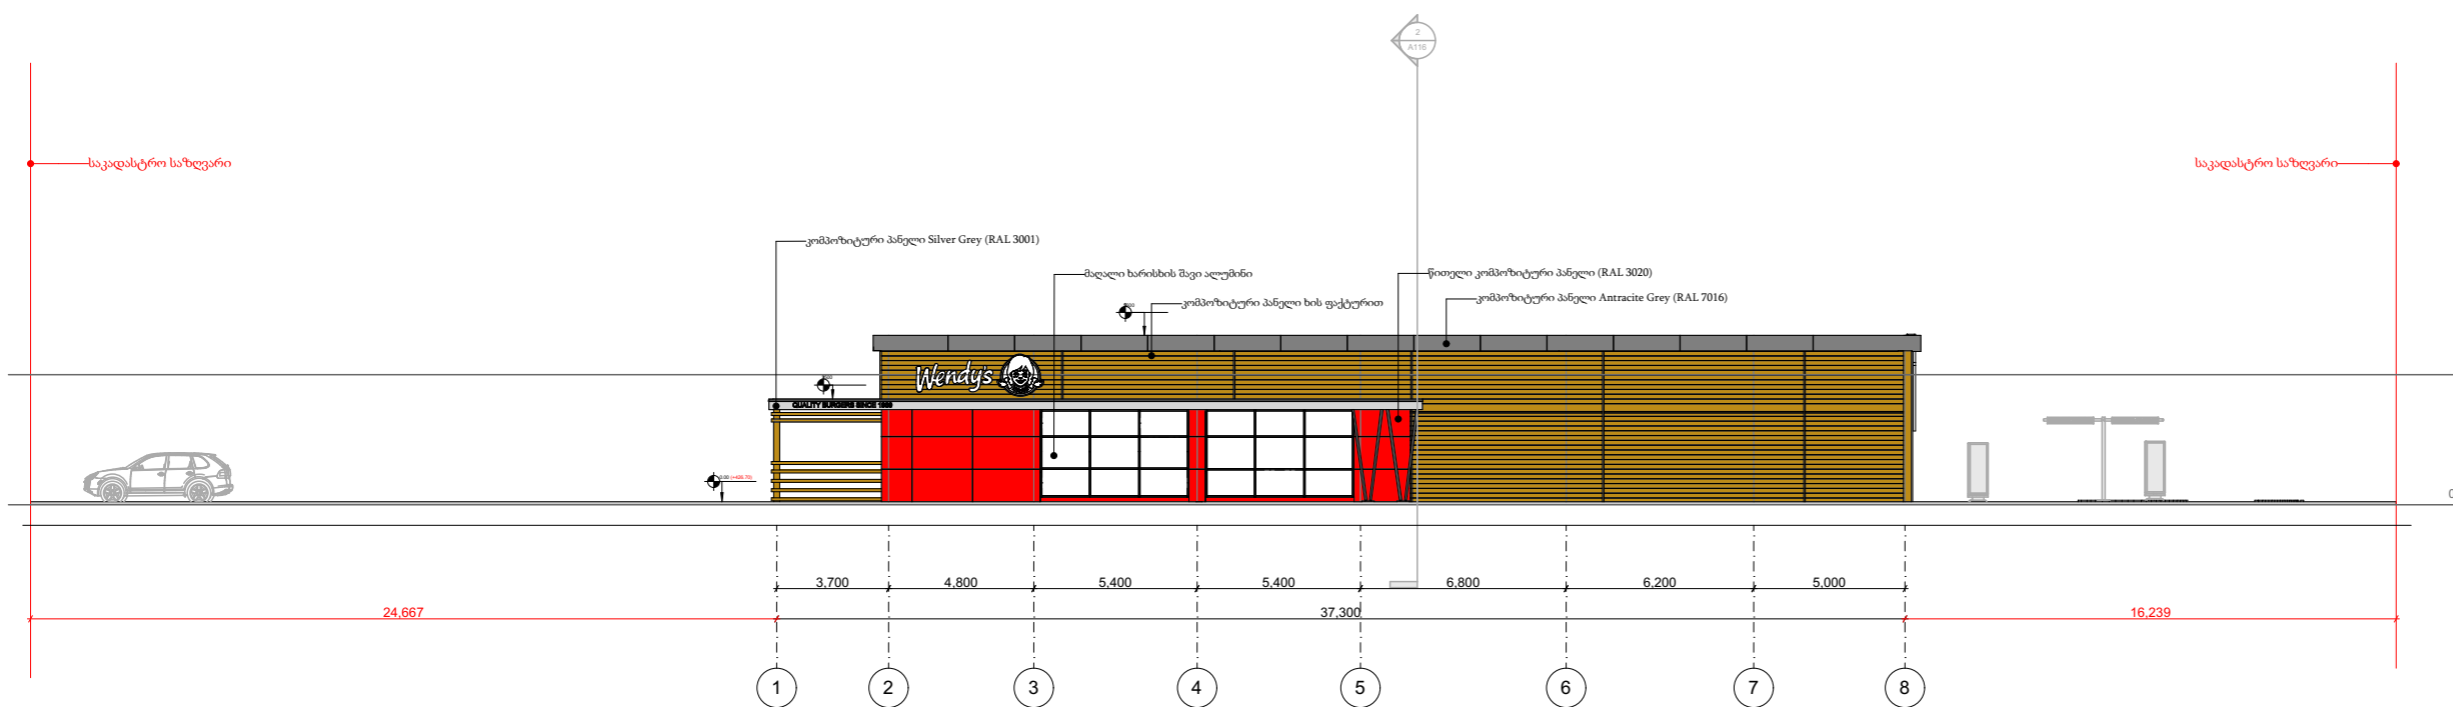 2
A116
საკადასტრო საზღვარი
საკადასტრო საზღვარი
კომპოზიტური პანელი Silver Grey (RAL 3001)
მაღალი ხარისხის შავი ალუმინი
წითელი კომპოზიტური პანელი (RAL 3020)
კომპოზიტური პანელი ხის ფაქტურით
კომპოზიტური პანელი Antracite Grey (RAL 7016)
Wendy's
QUALITY BURGERS SINCE
0
3,700
4,800
5,400
5,400
6,800
6,200
5,000
24,667
37,300
16,239
1
2
3
4
5
6
7
8